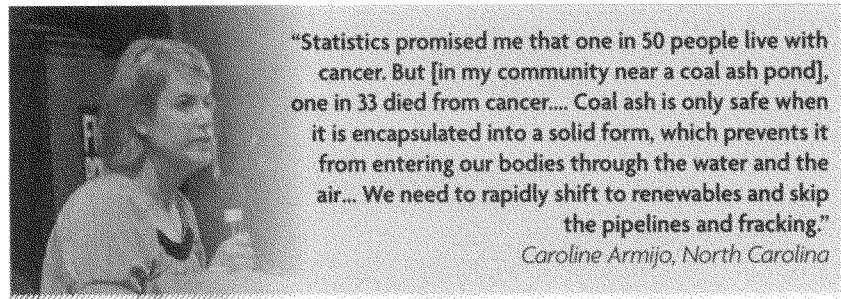 “Statistics promised me that one in 50 people live with
cancer. But [in my community near a coal ash pond],
one in 33 died from cancer.... Coal ash is only safe when
it is encapsulated into a solid form, which prevents it
from entering our bodies through the water and the
air... We need to rapidly shift to renewables and skip
the pipelines and fracking.”
Caroline Armijo, North Carolina